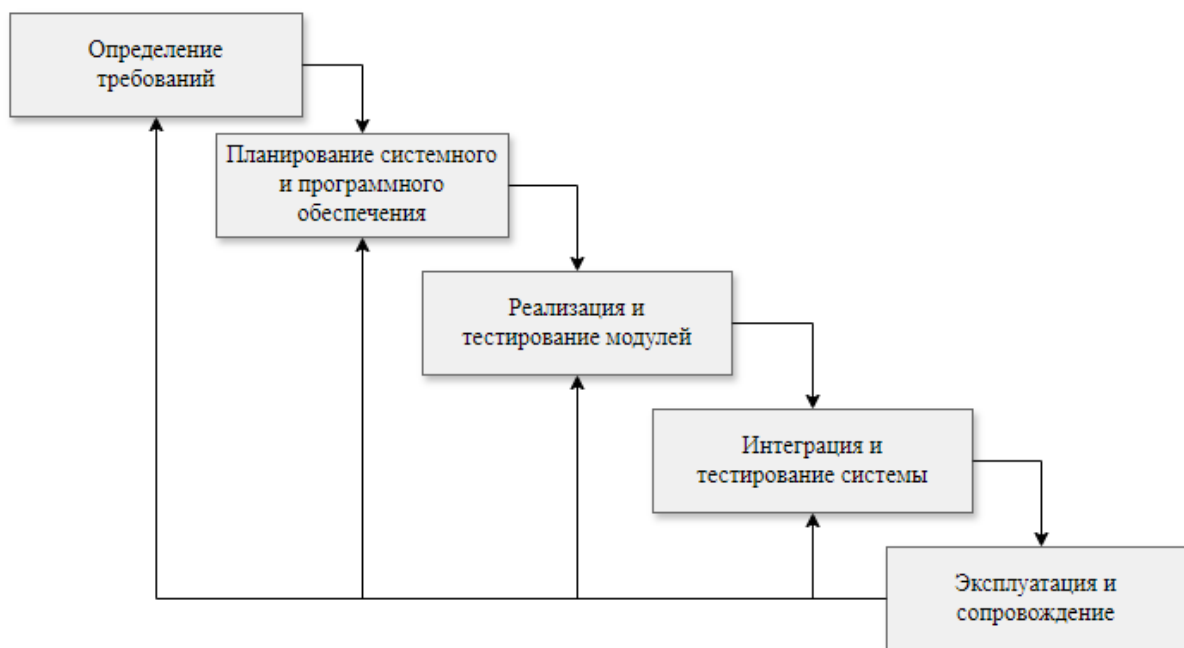 Определение
требований
Планирование системного
и программного
обеспечения
Реализация и
тестирование модулей
Интеграция и
тестирование системы
Эксплуатация и
сопровождение